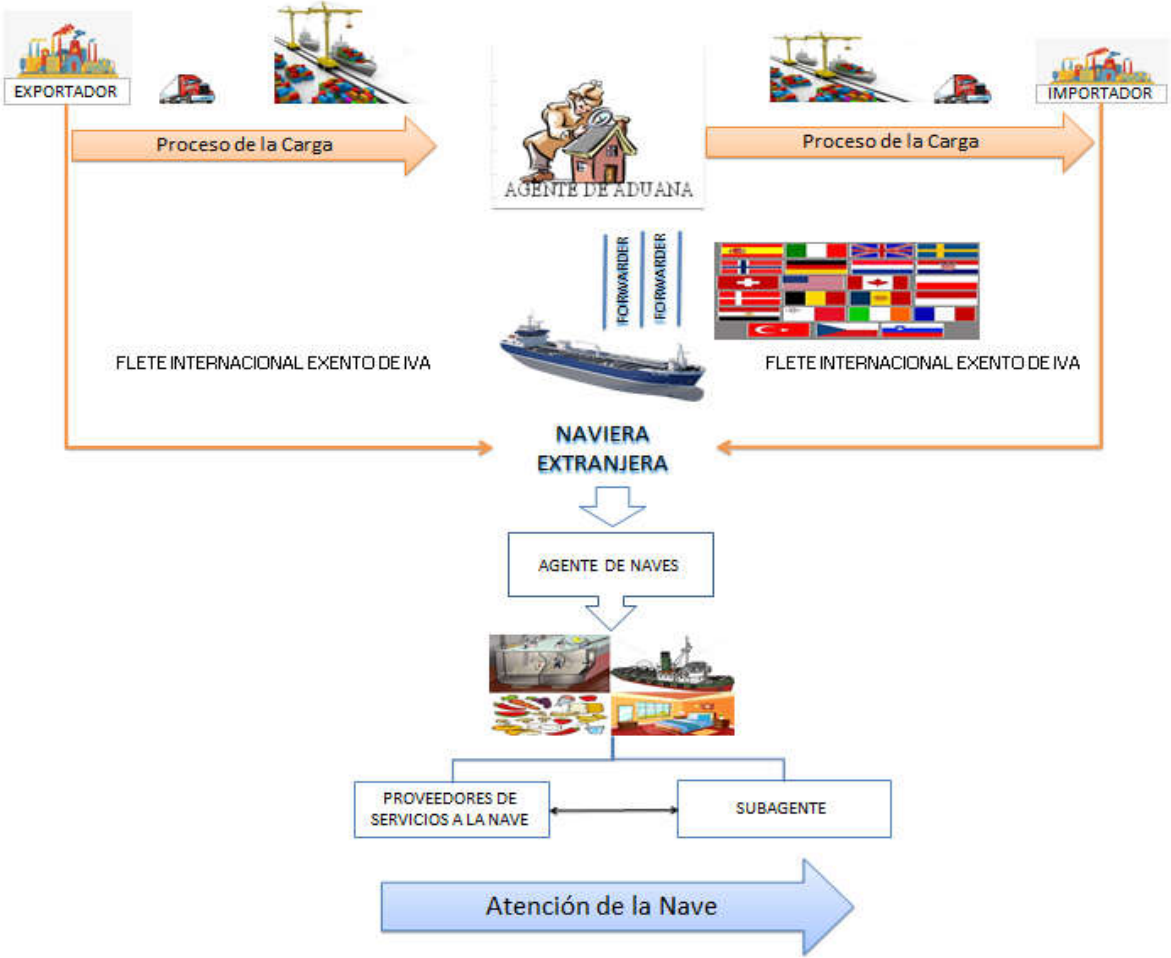 EXPORTADOR
IMPORTADOR
Proceso de la Carga
Proceso de la Carga
AGENTE DE ADUANA
FORWARDER
FORWARDER
FLETE INTERNACIONAL EXENTO DE IVA
FLETE INTERNACIONAL EXENTO DE IVA
NAVIERA
EXTRANJERA
AGENTE DE NAVES
PROVEEDORES DE
SERVICIOS A LA NAVE
SUBAGENTE
Atención de la Nave